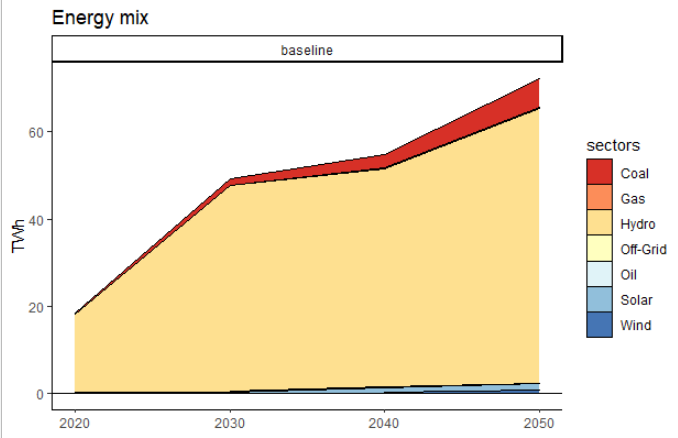 Energy mix
baseline
TWh
60
40
20
0
2020
2030
2040
2050
sectors
Coal
Gas
Hydro
Off-Grid
Oil
Solar
Wind